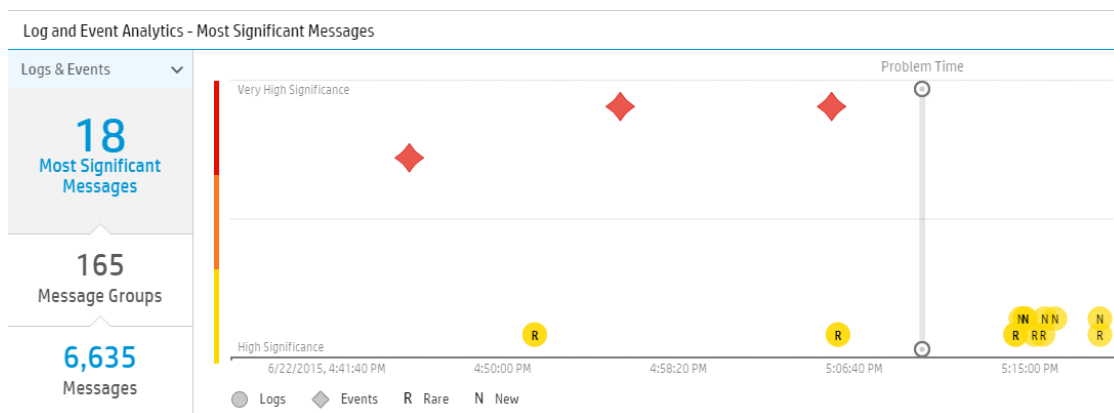 Log and Event Analytics - Most Significant Messages
Logs & Events
Problem Time
Very High Significance
18
Most Significant
Messages
165
Message Groups
6,635
Messages
N N N N N
R R R R R R
High Significance
6/22/2015, 4:41:40 PM 4:50:00 PM 4:58:20 PM 5:06:40 PM 5:15:00 PM
Logs Events R Rare N New